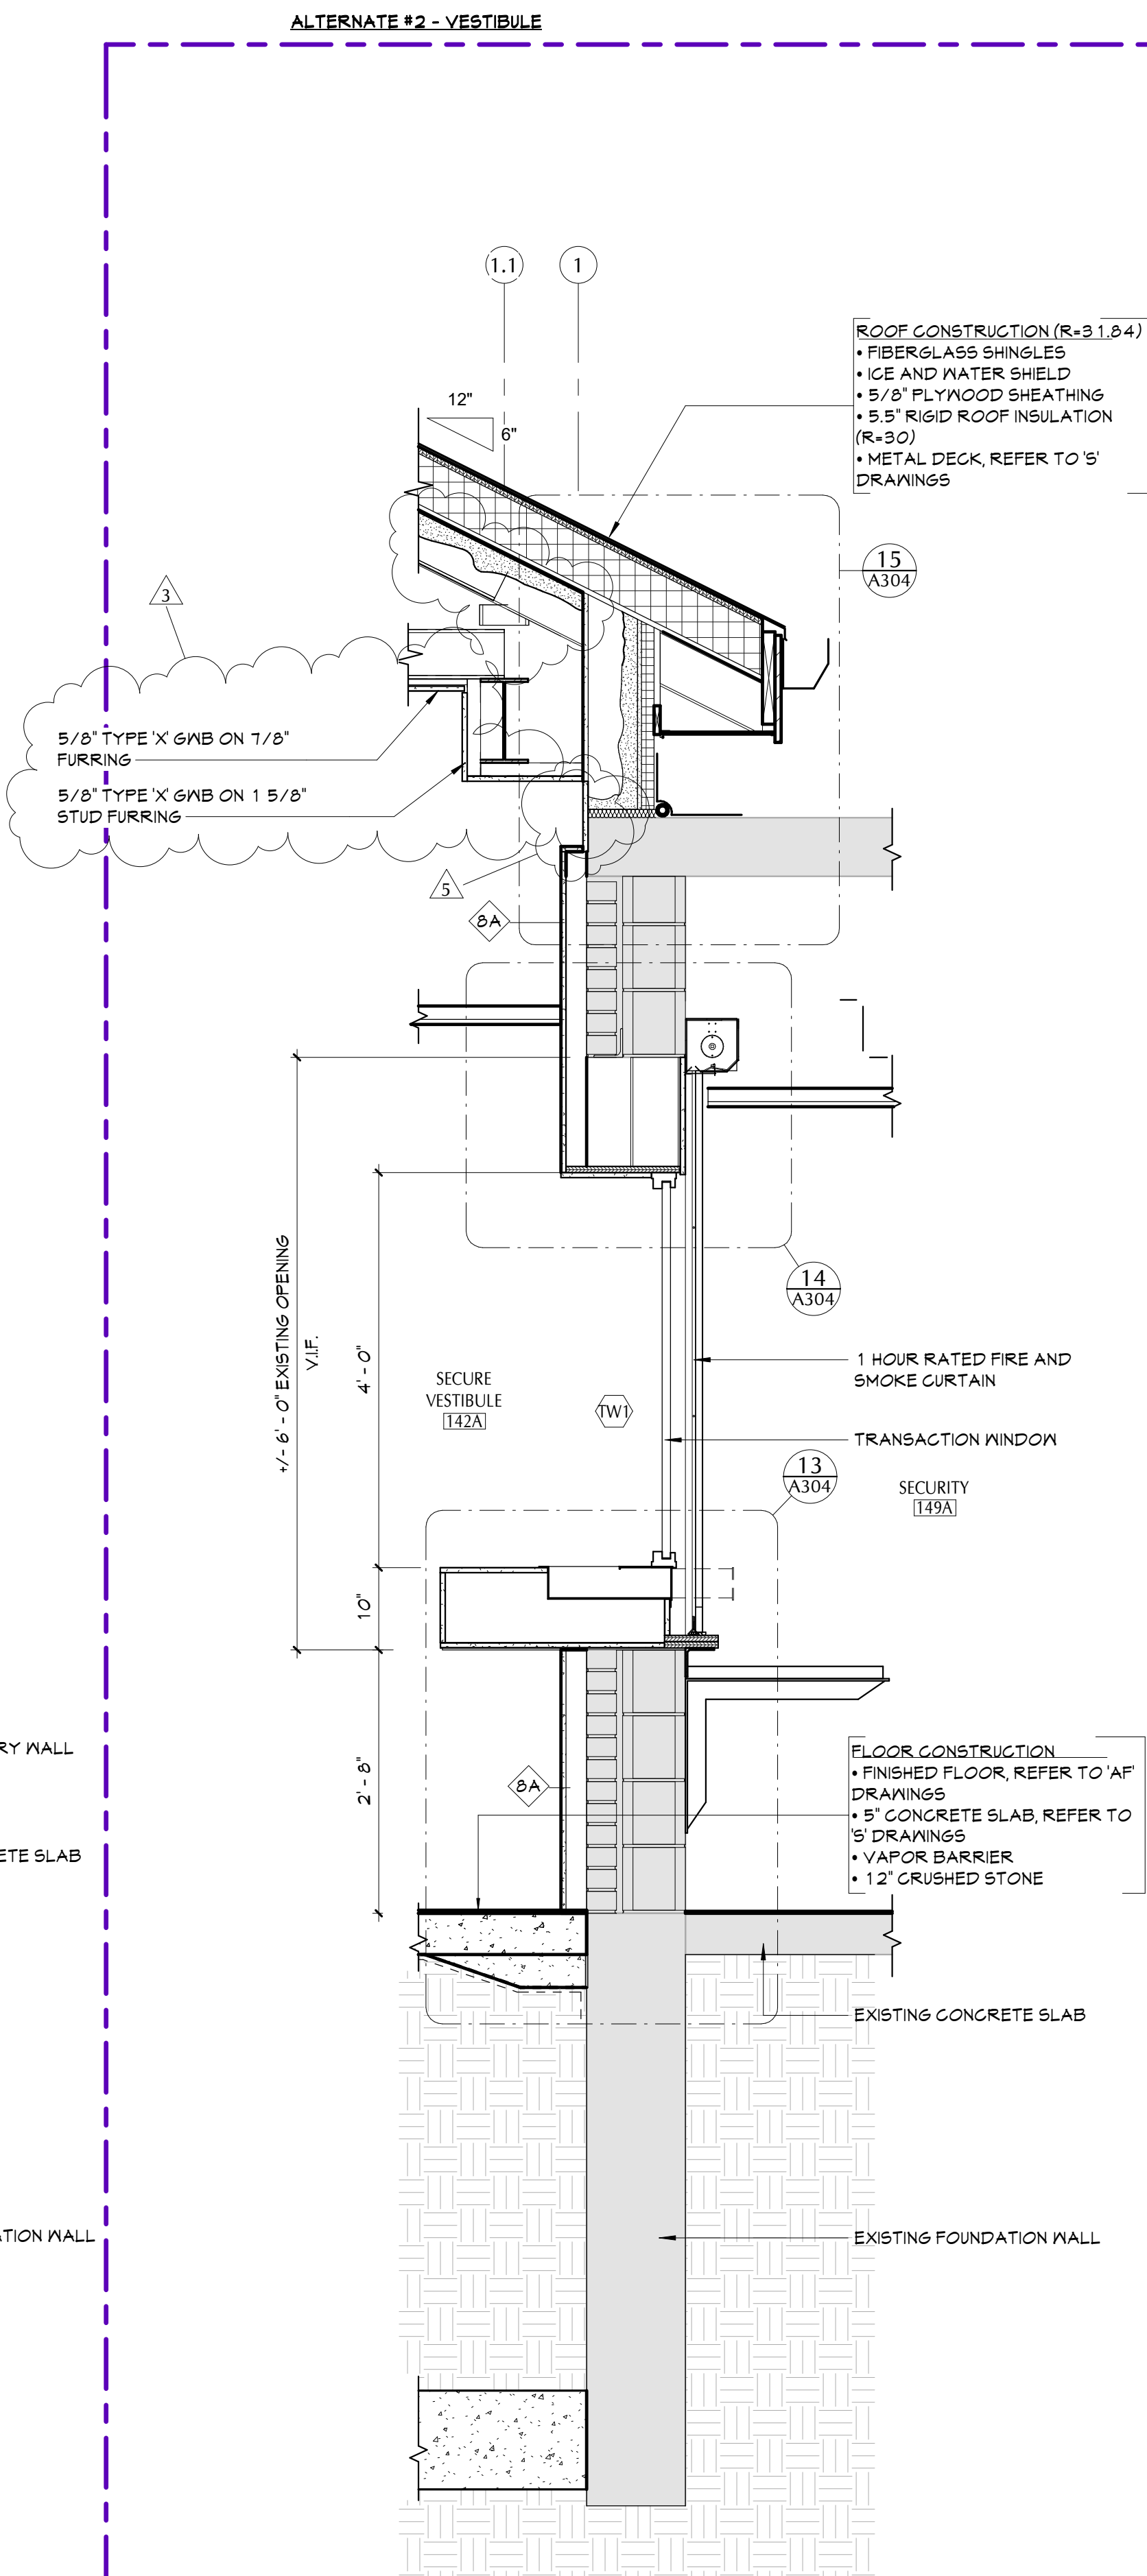 ALTERNATE #2 - VESTIBULE
1.1
1
ROOF CONSTRUCTION (R=31.84)
• FIBERGLASS SHINGLES
• ICE AND WATER SHIELD
• 5/8" PLYWOOD SHEATHING
• 5.5" RIGID ROOF INSULATION
(R=30)
• METAL DECK, REFER TO 'S'
DRAWINGS
12"
6"
15
A304
3
5/8" TYPE 'X' GWB ON 7/8"
FURRING
5/8" TYPE 'X' GWB ON 1 5/8"
STUD FURRING
5
8A
14
A304
+/- 6' - 0" EXISTING OPENING
V.I.F.
4' - 0"
SECURE
VESTIBULE
142A
TW1
1 HOUR RATED FIRE AND
SMOKE CURTAIN
TRANSACTION WINDOW
13
A304
SECURITY
149A
10"
2' - 8"
8A
RY WALL
ETE SLAB
FLOOR CONSTRUCTION
• FINISHED FLOOR, REFER TO 'AF'
DRAWINGS
• 5" CONCRETE SLAB, REFER TO
'S' DRAWINGS
• VAPOR BARRIER
• 12" CRUSHED STONE
EXISTING CONCRETE SLAB
ATION WALL
EXISTING FOUNDATION WALL